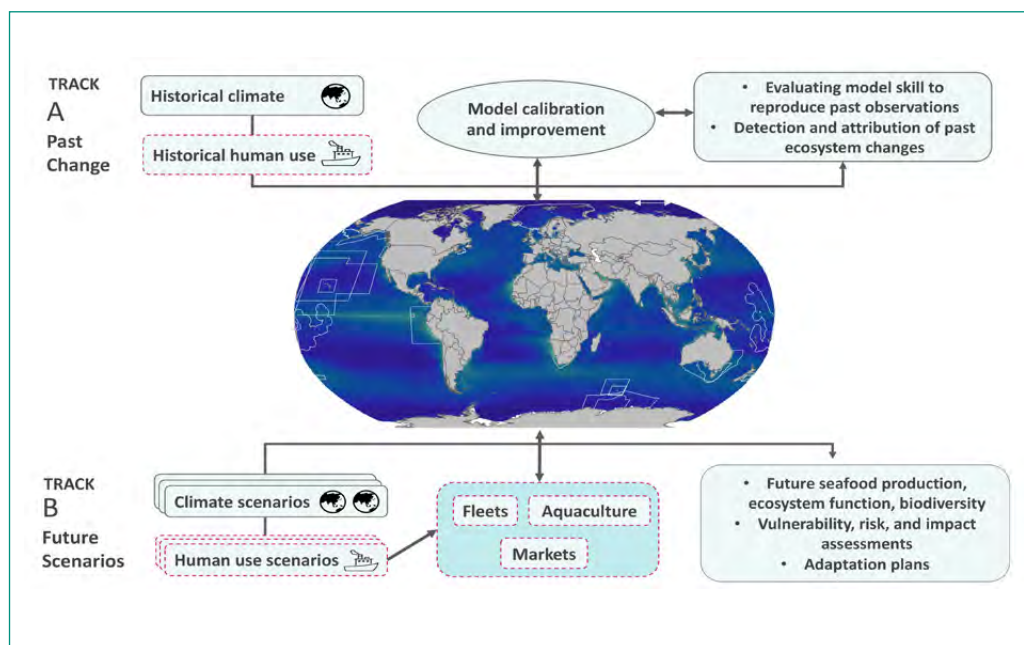 TRACK
A
Past
Change
Historical climate
Historical human use
Model calibration
and improvement
• Evaluating model skill to
reproduce past observations
• Detection and attribution of past
ecosystem changes
TRACK
B
Future
Scenarios
Climate scenarios
Human use scenarios
Fleets
Aquaculture
Markets
• Future seafood production,
ecosystem function, biodiversity
• Vulnerability, risk, and impact
assessments
• Adaptation plans